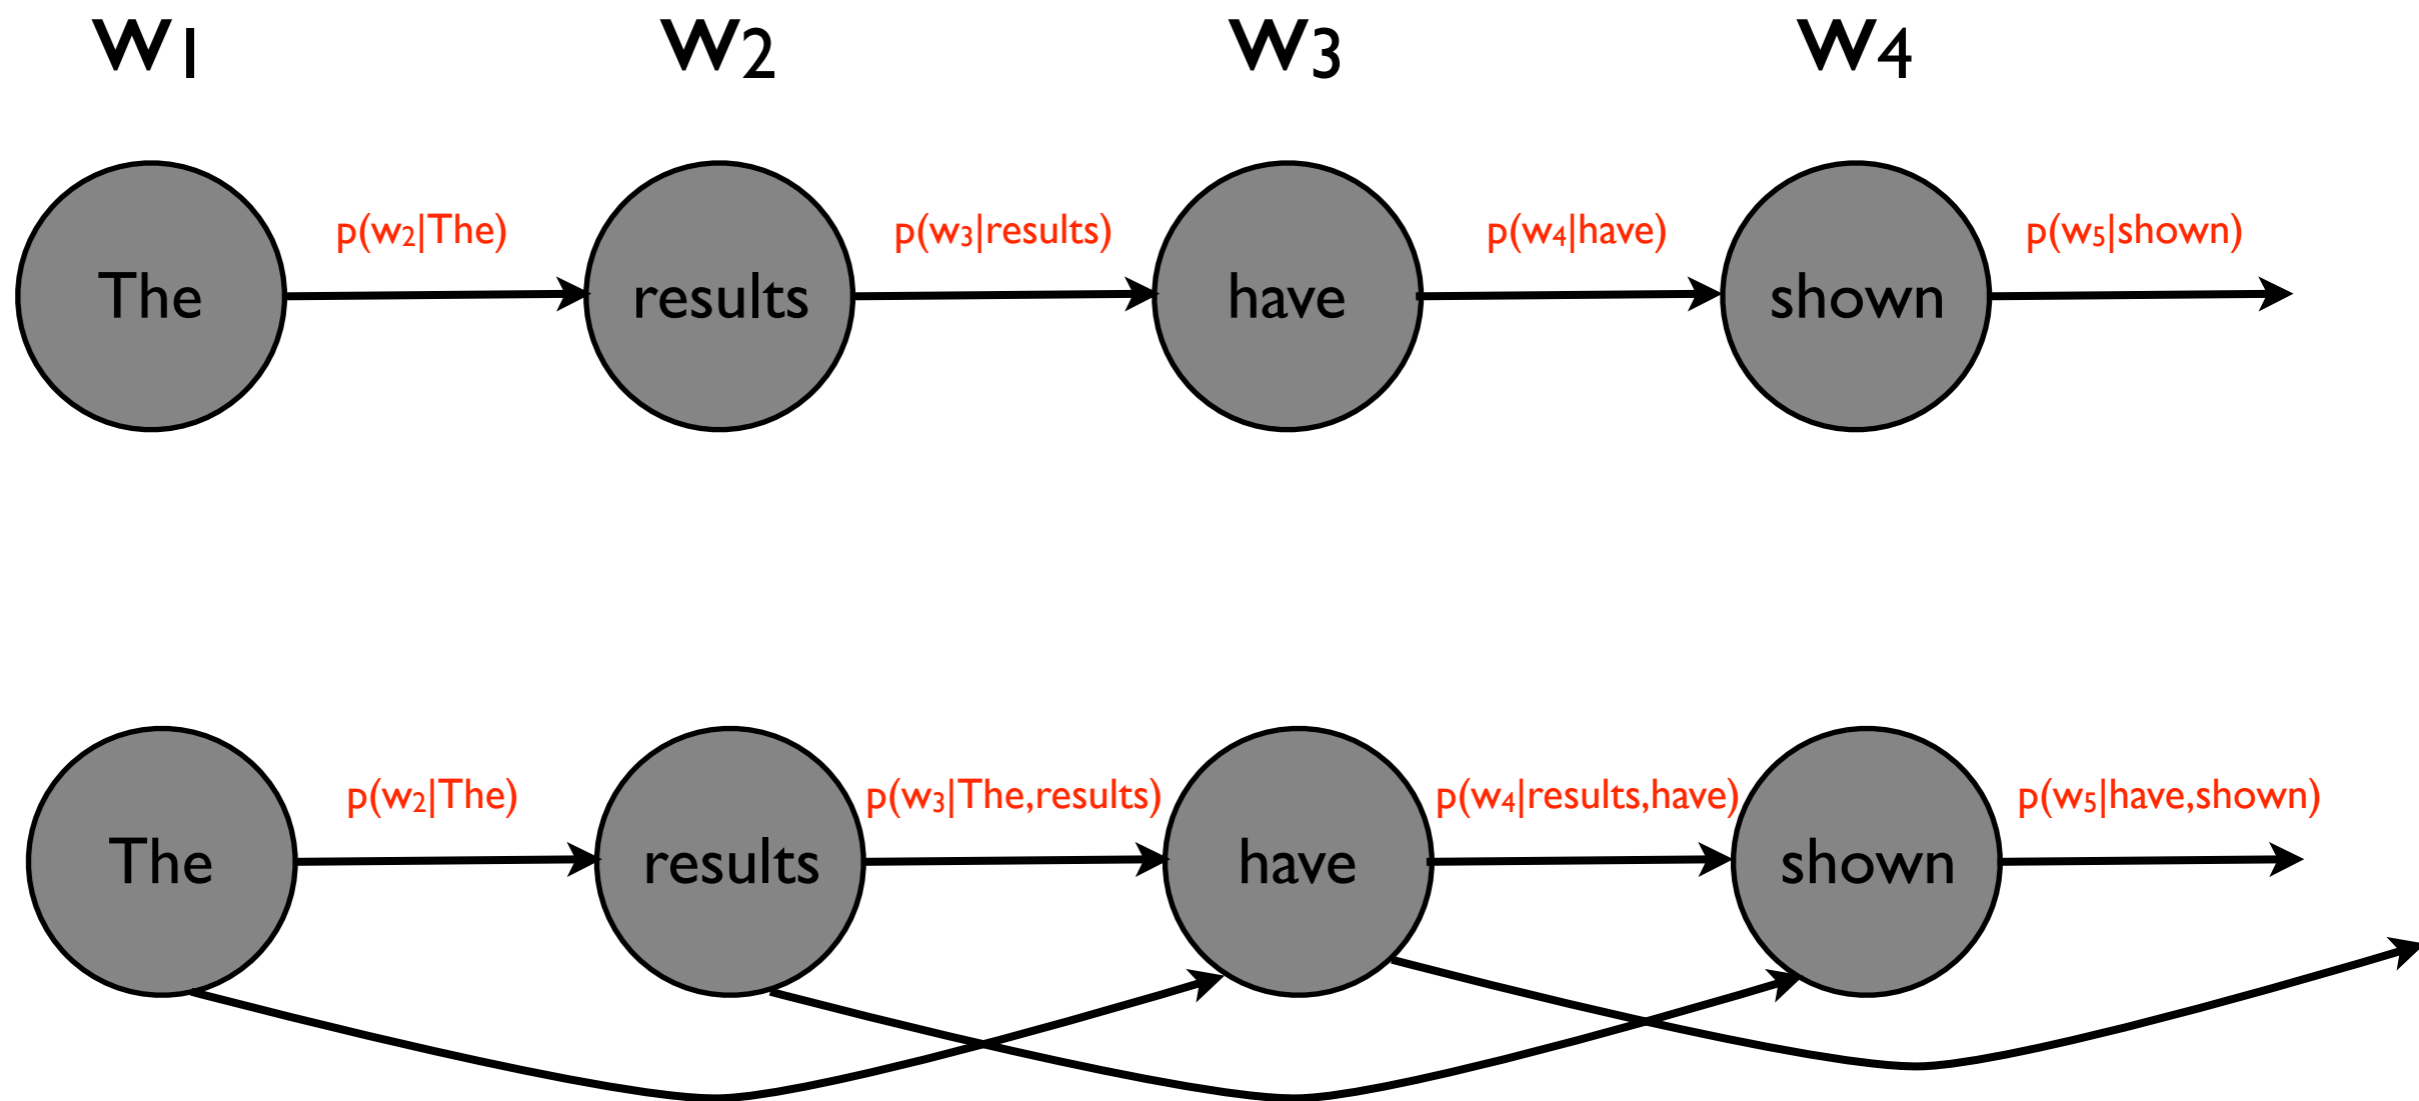 w1 w2 w3 w4
p(w2|The) p(w3|results) p(w4|have) p(w5|shown)
The results have shown
p(w2|The) p(w3|The,results) p(w4|results,have) p(w5|have,shown)
The results have shown